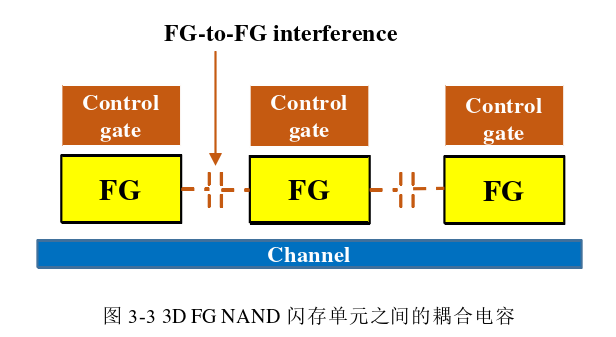 FG-to-FG interference
Control
gate
Control
gate
Control
gate
FG
FG
FG
Channel
图 3-3 3D FG NAND 闪存单元之间的耦合电容